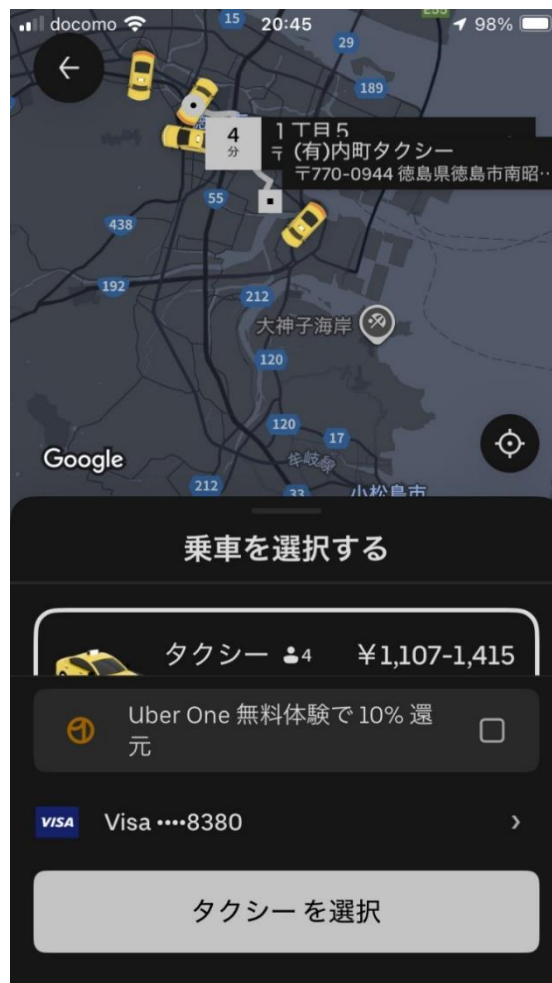 docomo 20:45 98%
15
29
189
4
分
1丁目5
〒 (有)内町タクシー
〒770-0944 徳島県徳島市南昭…
55
438
192
212
大神子海岸
120
120
17
Google
牟岐線
212
33
小松島市
乗車を選択する
タクシー 4 ¥1,107-1,415
Uber One 無料体験で 10% 還
元
VISA Visa ••••8380
タクシー を選択